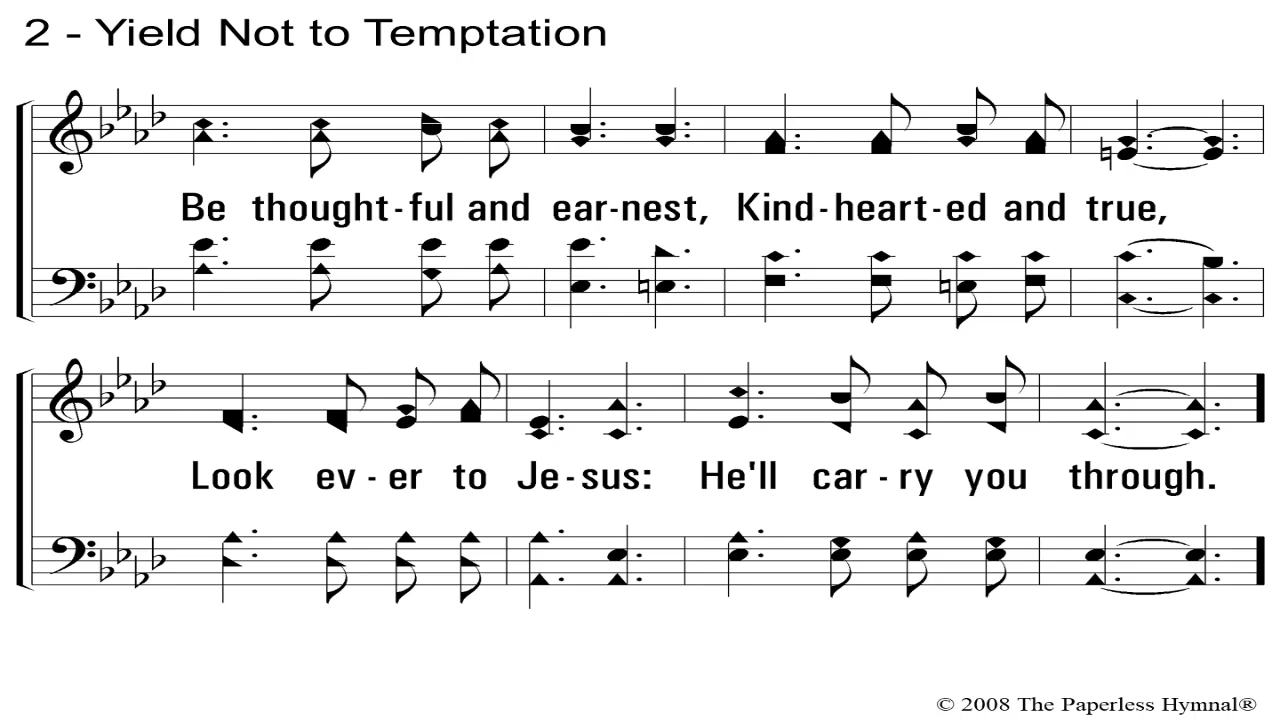 2 - Yield Not to Temptation
Be thought-ful and ear-nest, Kind-heart-ed and true,
Look ev-er to Je-sus: He'll car-ry you through.
© 2008 The Paperless Hymnal®